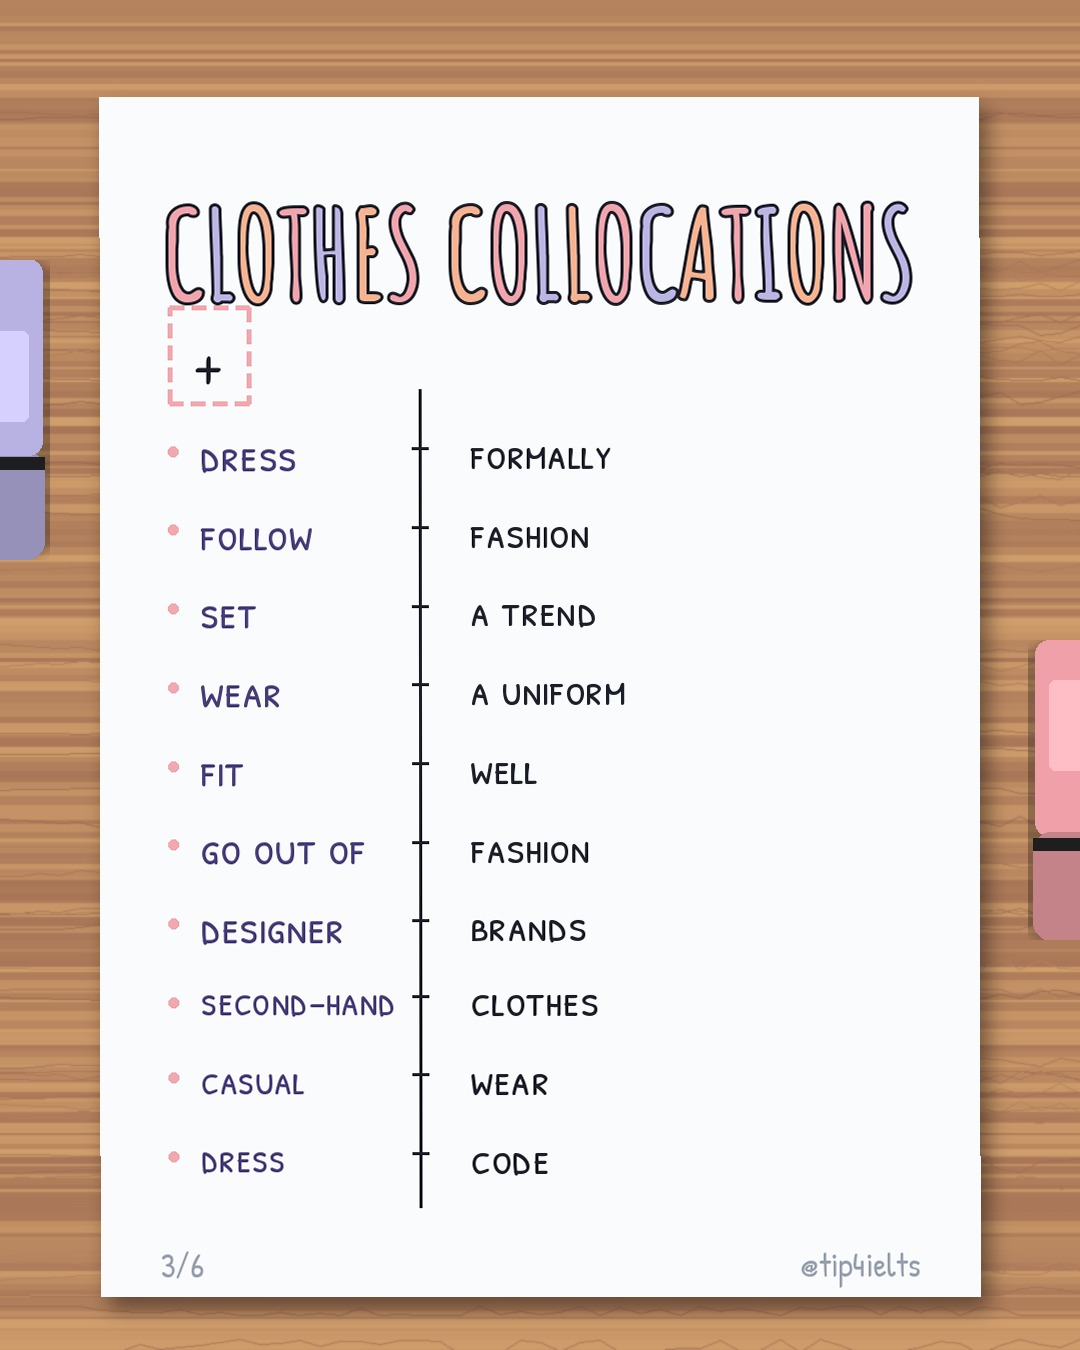 CLOTHES COLLOCATIONS
+
DRESS FORMALLY
FOLLOW FASHION
SET A TREND
WEAR A UNIFORM
FIT WELL
GO OUT OF FASHION
DESIGNER BRANDS
SECOND-HAND CLOTHES
CASUAL WEAR
DRESS CODE
3/6 @tip4ielts